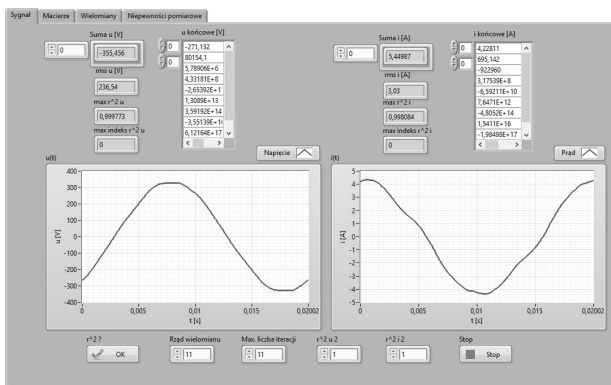 Sygnał Macierze Wielomiany Niepewności pomiarowe
Suma u [V]
0
-355,456
rms u [V]
236,54
max r^2 u
0,999773
max indeks r^2 u
0
u końcowe [V]
0
0
-271,132
80154,1
5,78906E+6
4,33181E+8
-2,65392E+1
1,3089E+13
3,59192E+14
-3,55139E+1
6,12164E+17
Suma i [A]
0
5,44987
rms i [A]
3,03
max r^2 i
0,998084
max indeks r^2 i
0
i końcowe [A]
0
0
4,22811
695,142
-922960
3,17539E+8
-6,59211E+10
7,6471E+12
-4,8052E+14
1,5411E+16
-1,98498E+17
u(t)
Napięcie
400
300
200
100
0
-100
-200
-300
-400
u [V]
0 0,005 0,01 0,015 0,02002
t [s]
i(t)
Prąd
5
4
3
2
1
0
-1
-2
-3
-4
-5
i [A]
0 0,005 0,01 0,015 0,02002
t [s]
r^2 ? Rząd wielomianu Max. liczba iteracji r^2 u 2 r^2 i 2 Stop
OK 11 11 1 1 Stop